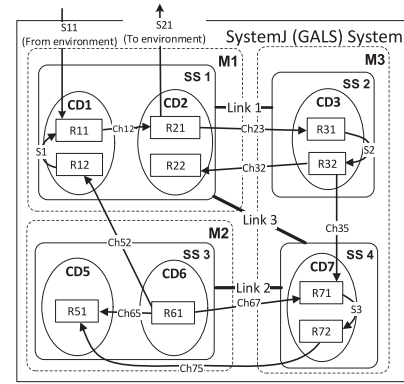 S11
(From environment)
S21
(To environment)
SystemJ (GALS) System
M1
M3
SS 1
SS 2
CD1
CD2
CD3
Link 1
R11
Ch12
R21
Ch23
R31
S1
S2
R12
R22
Ch32
R32
Link 3
Ch35
Ch52
M2
SS 3
SS 4
CD5
CD6
CD7
Link 2
R71
R51
Ch65
R61
Ch67
S3
R72
Ch75